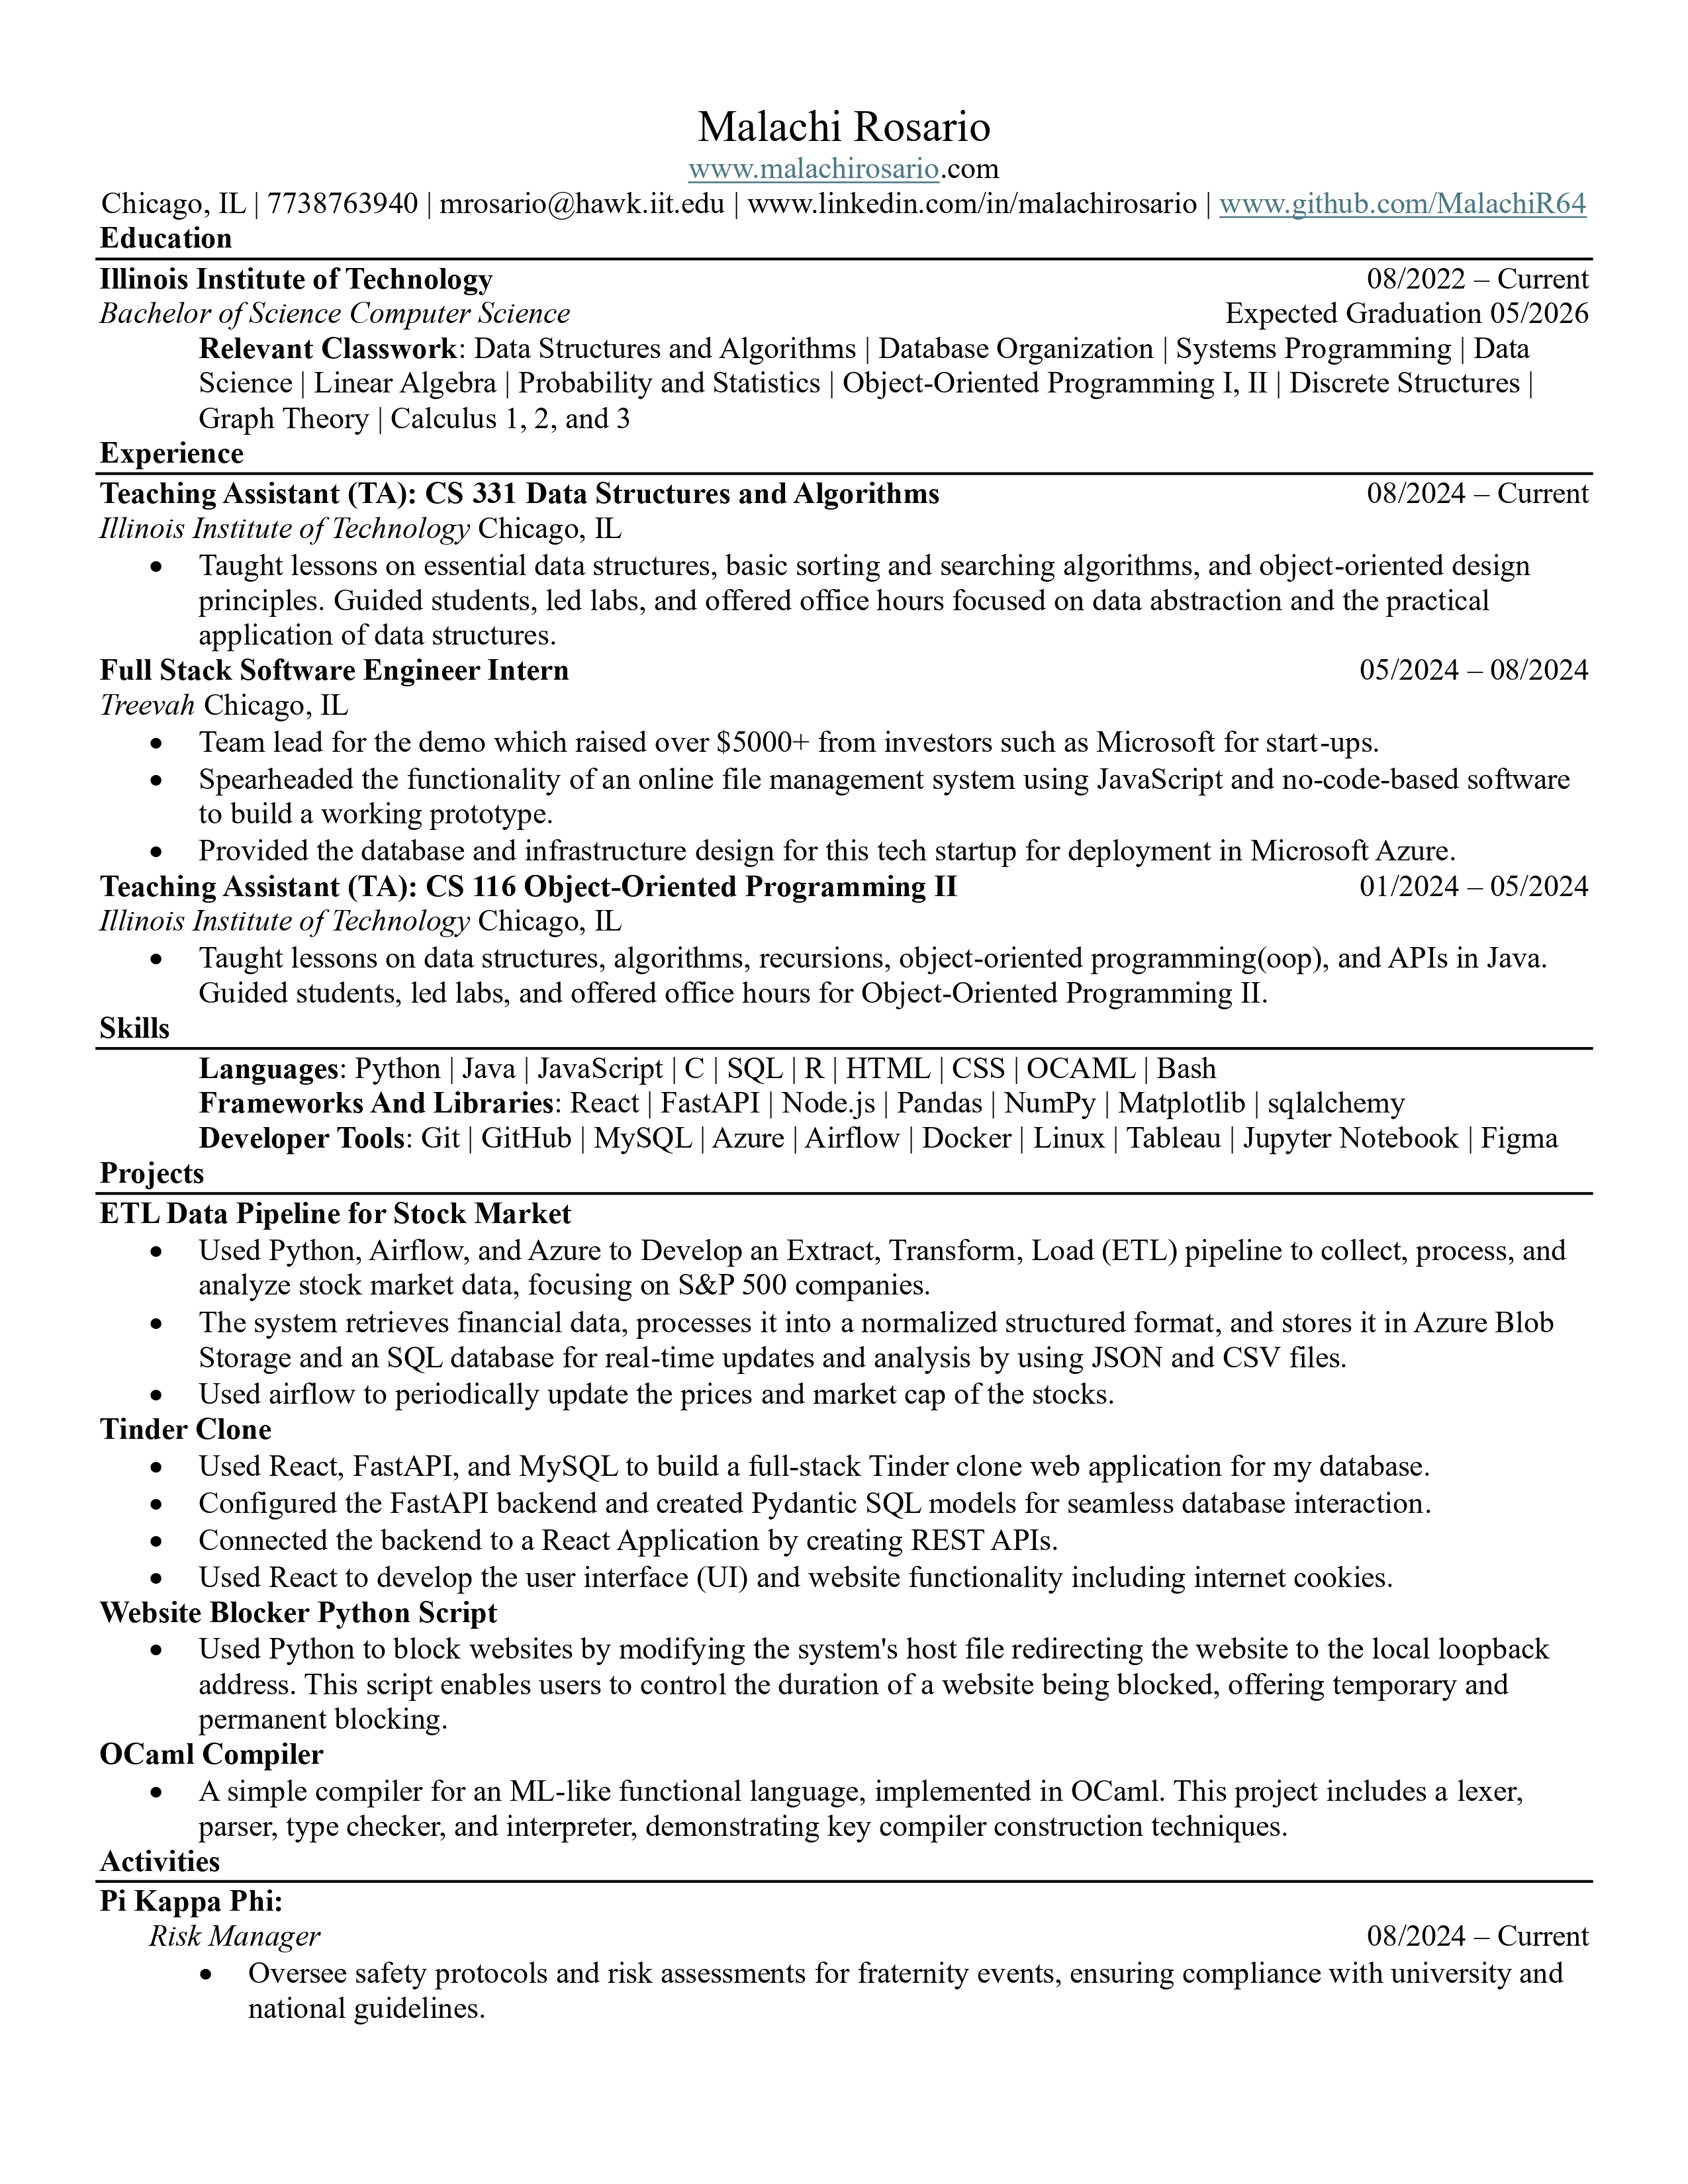 Malachi Rosario
www.malachirosario.com
Chicago, IL | 7738763940 | mrosario@hawk.iit.edu | www.linkedin.com/in/malachirosario | www.github.com/MalachiR64
Education
Illinois Institute of Technology 08/2022 – Current
Bachelor of Science Computer Science Expected Graduation 05/2026
Relevant Classwork: Data Structures and Algorithms | Database Organization | Systems Programming | Data
Science | Linear Algebra | Probability and Statistics | Object-Oriented Programming I, II | Discrete Structures |
Graph Theory | Calculus 1, 2, and 3
Experience
Teaching Assistant (TA): CS 331 Data Structures and Algorithms 08/2024 – Current
Illinois Institute of Technology Chicago, IL
• Taught lessons on essential data structures, basic sorting and searching algorithms, and object-oriented design
principles. Guided students, led labs, and offered office hours focused on data abstraction and the practical
application of data structures.
Full Stack Software Engineer Intern 05/2024 – 08/2024
Treevah Chicago, IL
• Team lead for the demo which raised over $5000+ from investors such as Microsoft for start-ups.
• Spearheaded the functionality of an online file management system using JavaScript and no-code-based software
to build a working prototype.
• Provided the database and infrastructure design for this tech startup for deployment in Microsoft Azure.
Teaching Assistant (TA): CS 116 Object-Oriented Programming II 01/2024 – 05/2024
Illinois Institute of Technology Chicago, IL
• Taught lessons on data structures, algorithms, recursions, object-oriented programming(oop), and APIs in Java.
Guided students, led labs, and offered office hours for Object-Oriented Programming II.
Skills
Languages: Python | Java | JavaScript | C | SQL | R | HTML | CSS | OCAML | Bash
Frameworks And Libraries: React | FastAPI | Node.js | Pandas | NumPy | Matplotlib | sqlalchemy
Developer Tools: Git | GitHub | MySQL | Azure | Airflow | Docker | Linux | Tableau | Jupyter Notebook | Figma
Projects
ETL Data Pipeline for Stock Market
• Used Python, Airflow, and Azure to Develop an Extract, Transform, Load (ETL) pipeline to collect, process, and
analyze stock market data, focusing on S&P 500 companies.
• The system retrieves financial data, processes it into a normalized structured format, and stores it in Azure Blob
Storage and an SQL database for real-time updates and analysis by using JSON and CSV files.
• Used airflow to periodically update the prices and market cap of the stocks.
Tinder Clone
• Used React, FastAPI, and MySQL to build a full-stack Tinder clone web application for my database.
• Configured the FastAPI backend and created Pydantic SQL models for seamless database interaction.
• Connected the backend to a React Application by creating REST APIs.
• Used React to develop the user interface (UI) and website functionality including internet cookies.
Website Blocker Python Script
• Used Python to block websites by modifying the system's host file redirecting the website to the local loopback
address. This script enables users to control the duration of a website being blocked, offering temporary and
permanent blocking.
OCaml Compiler
• A simple compiler for an ML-like functional language, implemented in OCaml. This project includes a lexer,
parser, type checker, and interpreter, demonstrating key compiler construction techniques.
Activities
Pi Kappa Phi:
Risk Manager 08/2024 – Current
• Oversee safety protocols and risk assessments for fraternity events, ensuring compliance with university and
national guidelines.